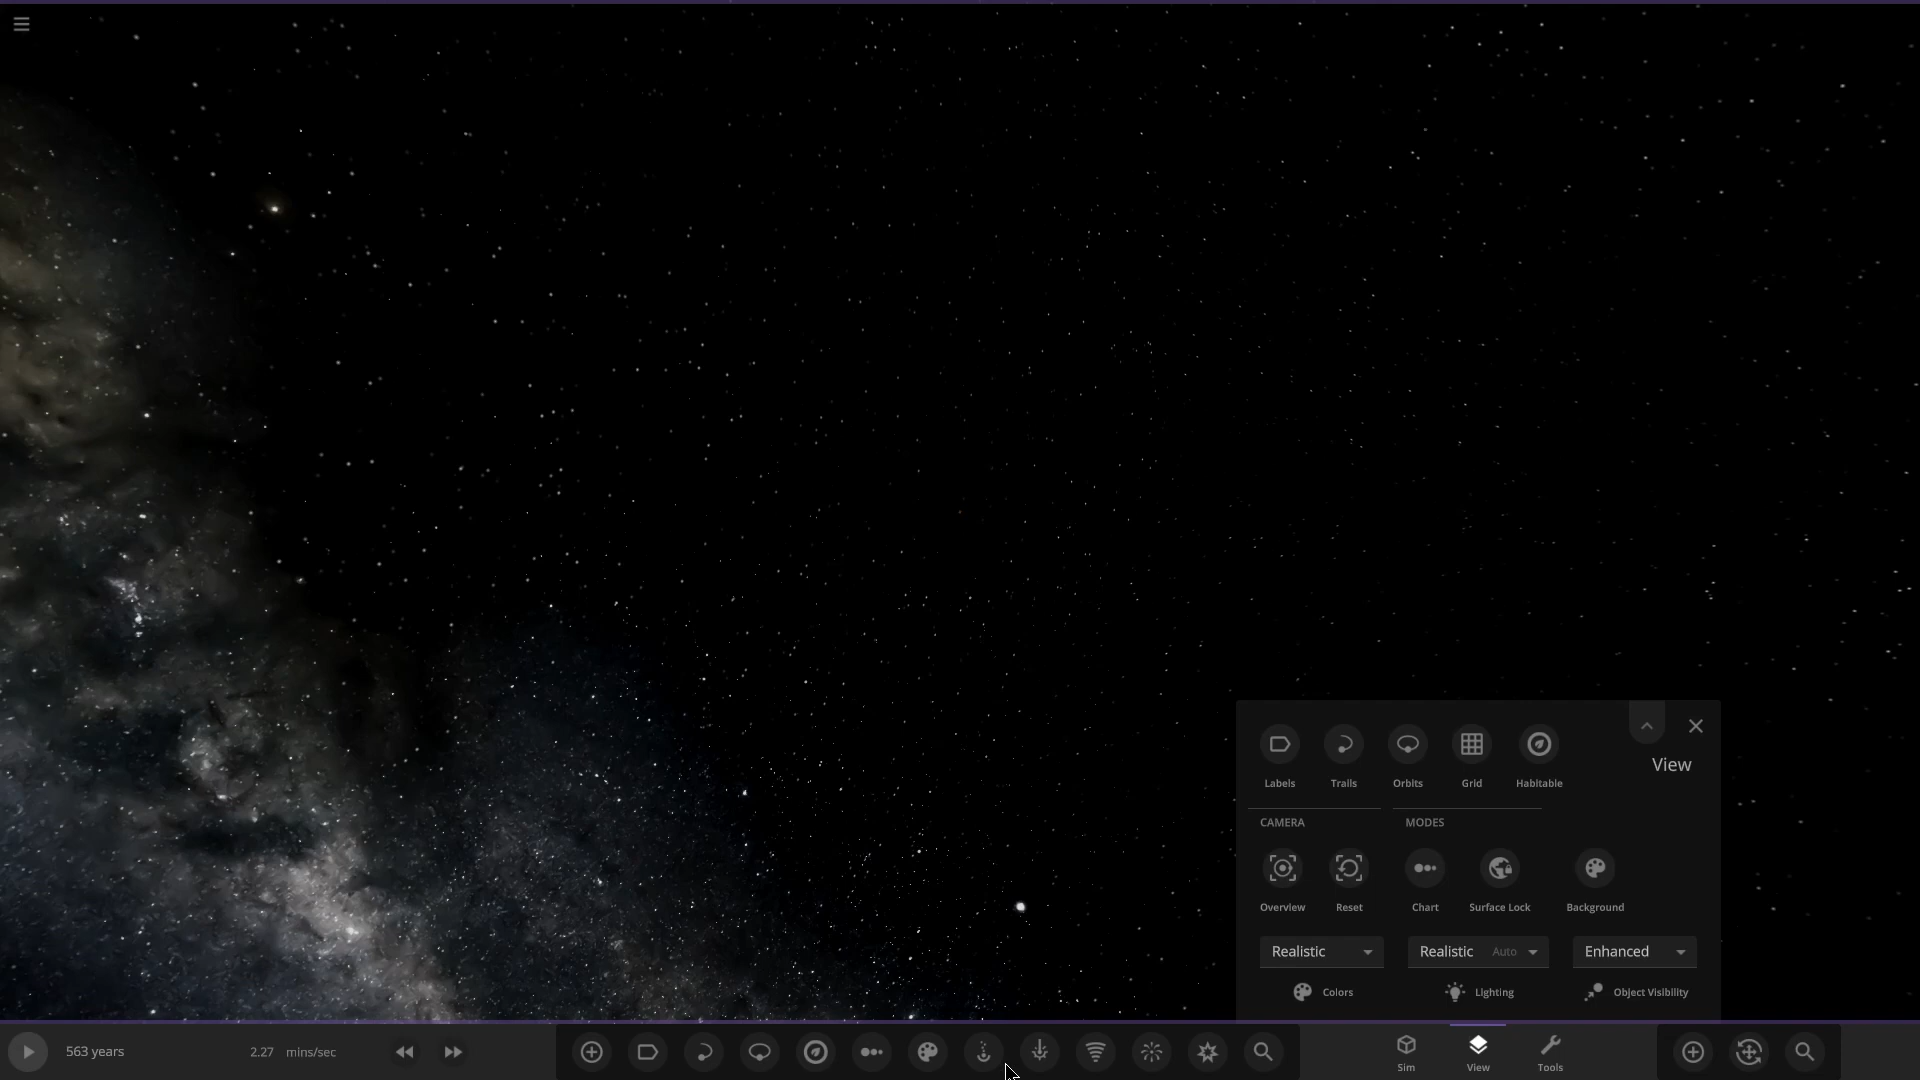 Labels Trails Orbits Grid Habitable
View
CAMERA MODES
Overview Reset Chart Surface Lock Background
Realistic Realistic Auto Enhanced
Colors Lighting Object Visibility
563 years 2.27 mins/sec
Sim View Tools